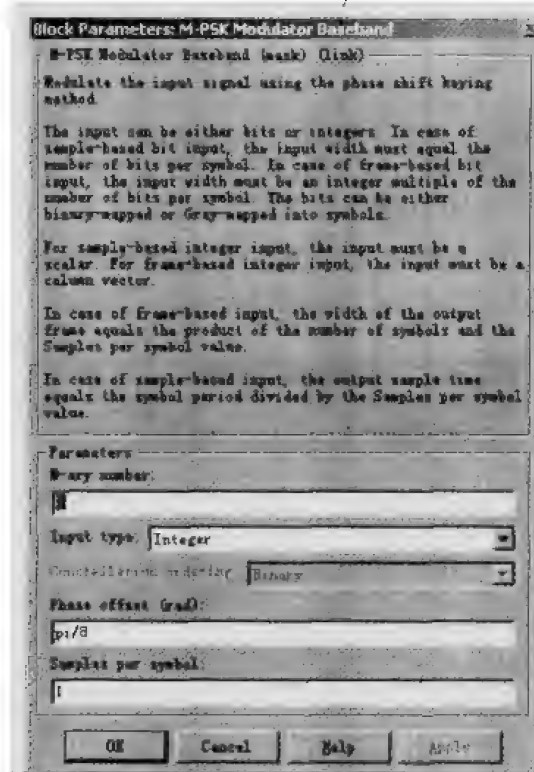 Block Parameters: M-PSK Modulator Baseband
M-PSK Modulator Baseband (mask) (link)
Modulate the input signal using the phase shift keying
method.
The input can be either bits or integers. In case of
sample-based bit input, the input width must equal the
number of bits per symbol. In case of frame-based bit
input, the input width must be an integer multiple of the
number of bits per symbol. The bits can be either
binary-mapped or Gray-mapped into symbols.
For sample-based integer input, the input must be a
scalar. For frame-based integer input, the input must be a
column vector.
In case of frame-based input, the width of the output
frame equals the product of the number of symbols and the
Samples per symbol value.
In case of sample-based input, the output sample time
equals the symbol period divided by the Samples per symbol
value.
Parameters
M-ary number:
Input type: Integer
Constellation ordering Binary
Phase offset (rad):
pi/8
Samples per symbol:
1
OK Cancel Help Apply